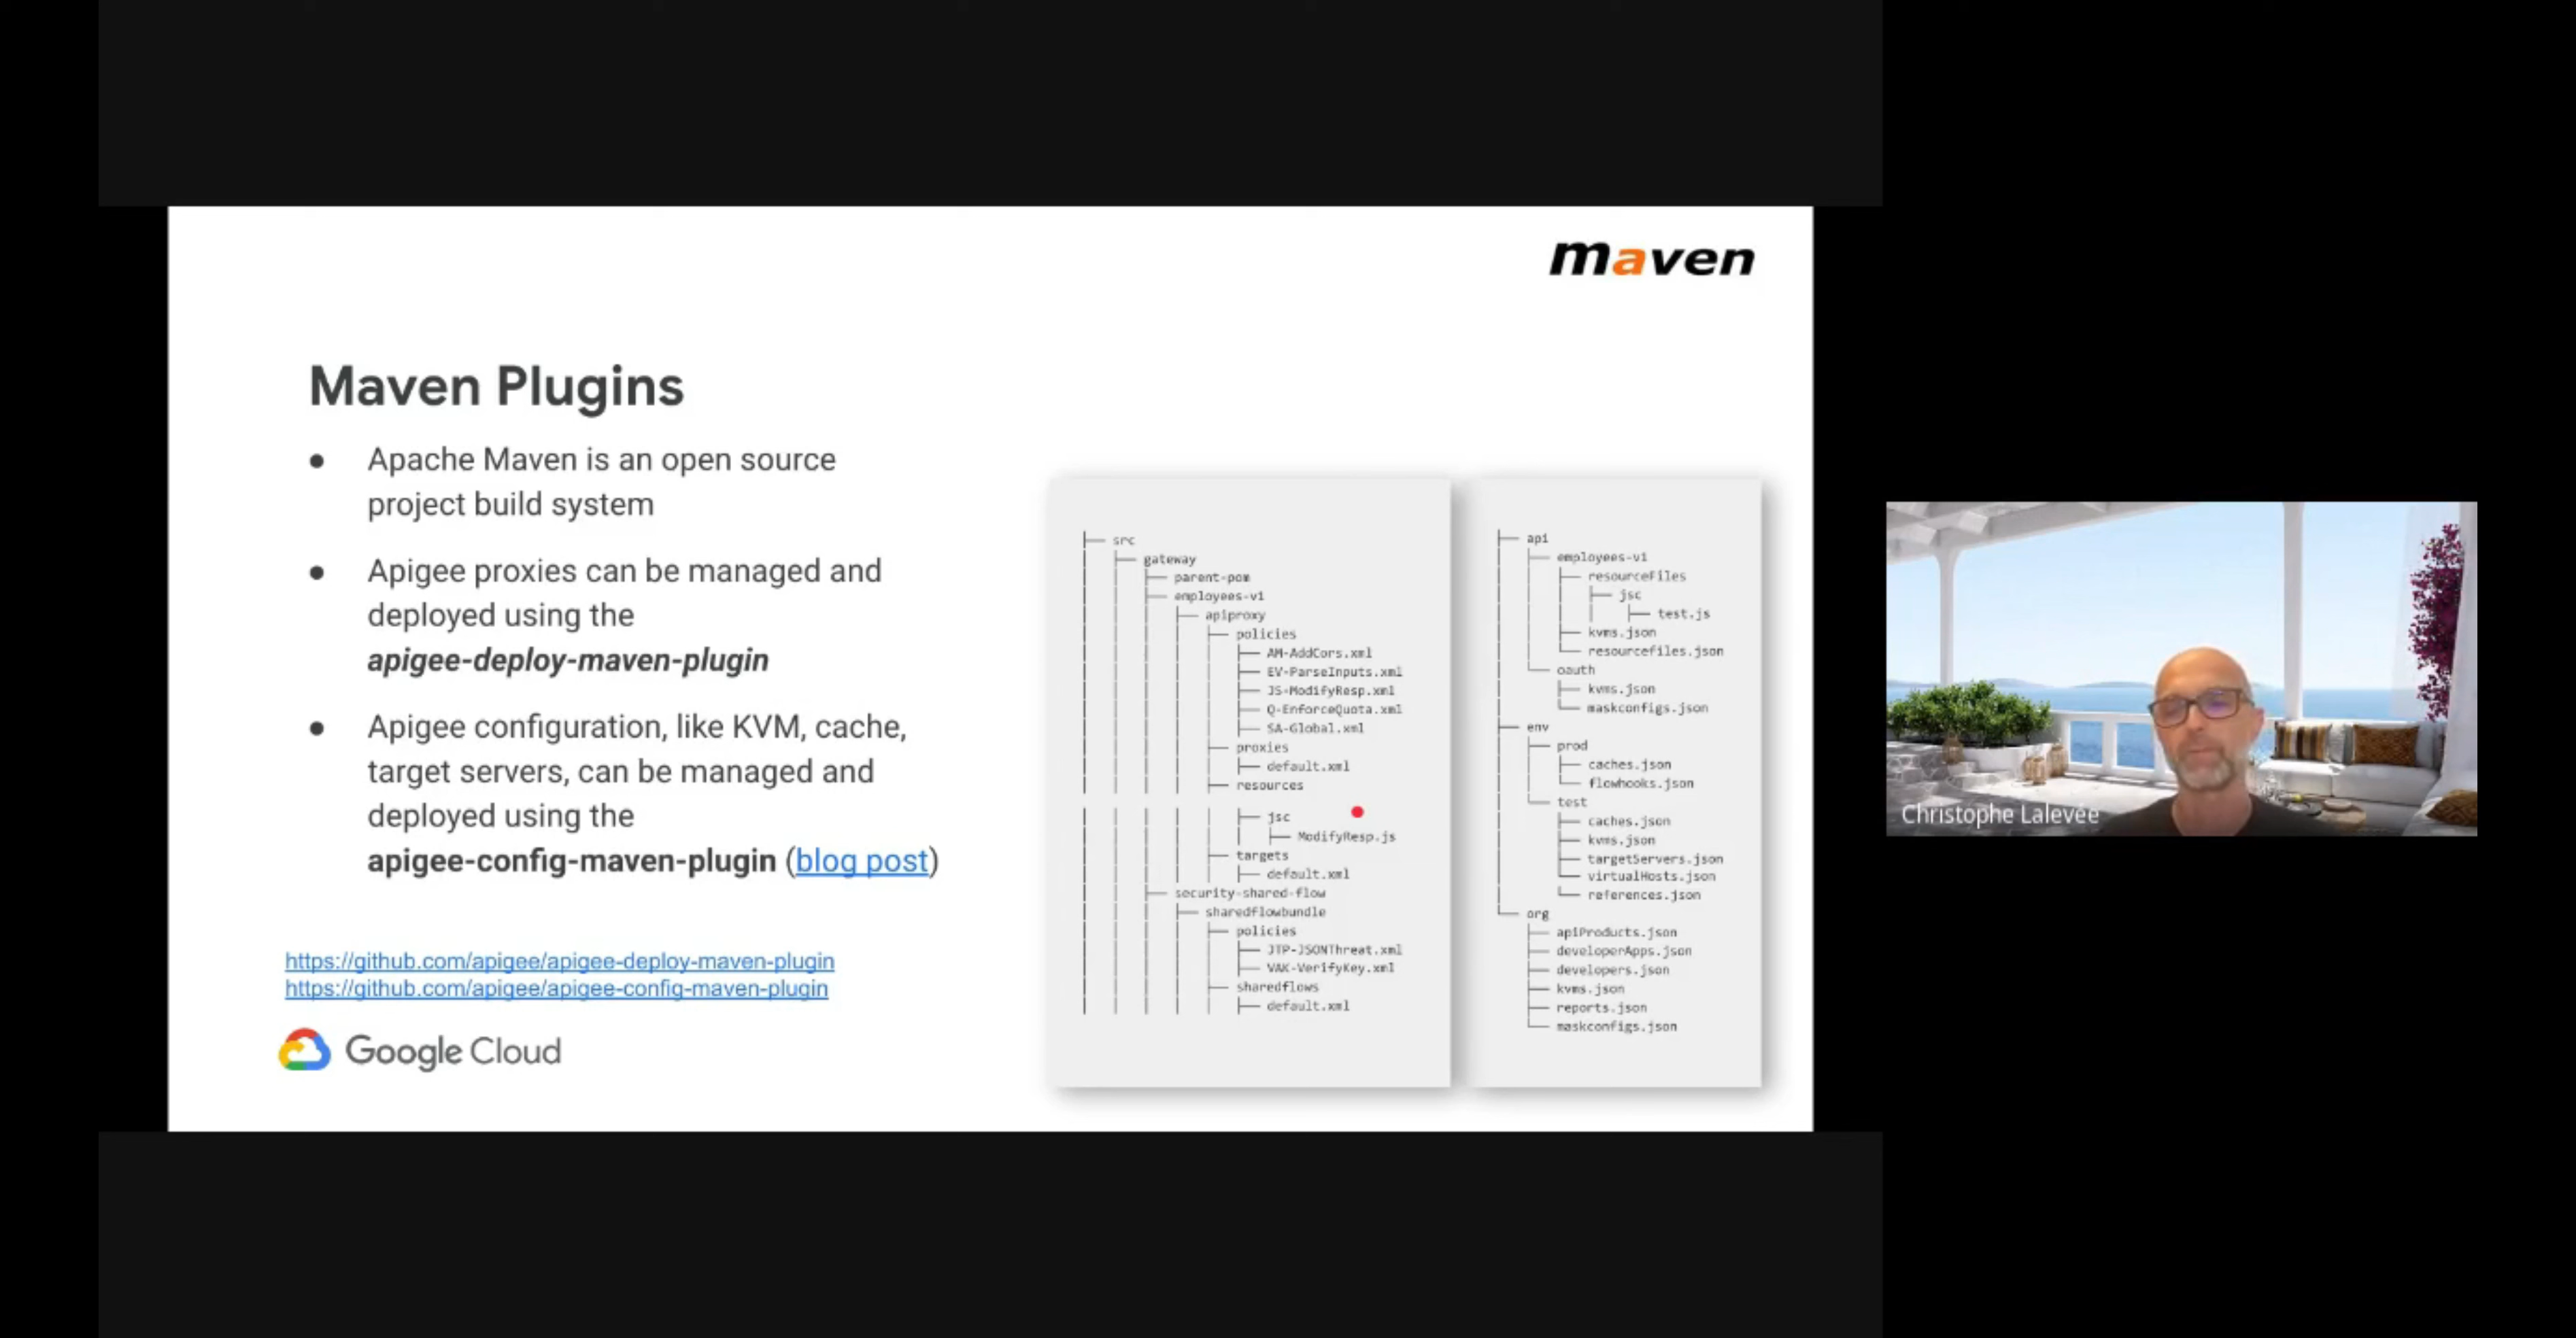 maven
Maven Plugins
● Apache Maven is an open source
project build system
● Apigee proxies can be managed and
deployed using the
apigee-deploy-maven-plugin
● Apigee configuration, like KVM, cache,
target servers, can be managed and
deployed using the
apigee-config-maven-plugin (blog post)
https://github.com/apigee/apigee-deploy-maven-plugin
https://github.com/apigee/apigee-config-maven-plugin
Google Cloud
src
gateway
parent-pom
employees-v1
apiproxy
policies
AM-AddCors.xml
EV-ParseInputs.xml
JS-ModifyResp.xml
Q-EnforceQuota.xml
SA-Global.xml
proxies
default.xml
resources
jsc
ModifyResp.js
targets
default.xml
security-shared-flow
sharedflowbundle
policies
JTP-JSONThreat.xml
VAK-VerifyKey.xml
sharedflows
default.xml
api
employees-v1
resourceFiles
jsc
test.js
kvms.json
resourcefiles.json
oauth
kvms.json
maskconfigs.json
env
prod
caches.json
flowhooks.json
test
caches.json
kvms.json
targetServers.json
virtualHosts.json
references.json
org
apiProducts.json
developerApps.json
developers.json
kvms.json
reports.json
maskconfigs.json
Christophe Lalevée